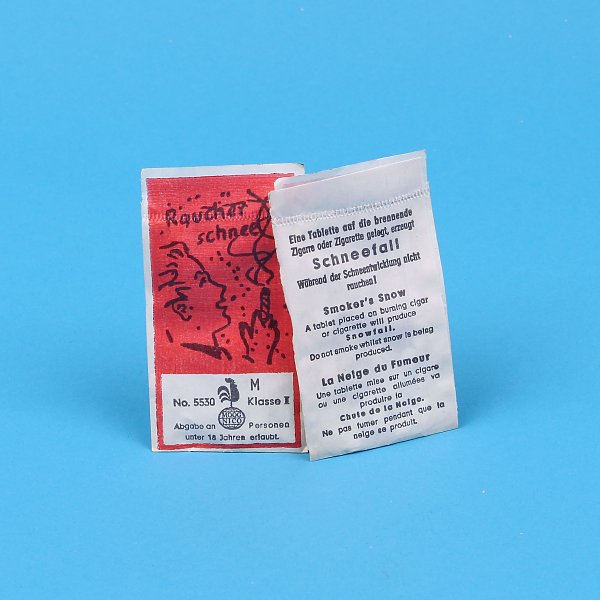 Raucher
schnee
No. 5530
M
Klasse II
Abgabe an Personen
unter 18 Jahren erlaubt.
Eine Tablette auf die brennende
Zigarre oder Zigarette gelegt, erzeugt
Schneefall
Während der Schneeentwicklung nicht
rauchen!
Smoker's Snow
A tablet placed on burning cigar
or cigarette will pruduce
Snowfall.
Do not smoke whilst snow is beiag
produced.
La Neige du Fumeur
Une tablette mise sur un cigare
ou une cigarette allumées va
produire la
Chute de la Neige.
Ne pas fumer pendant que la
neige se produit.